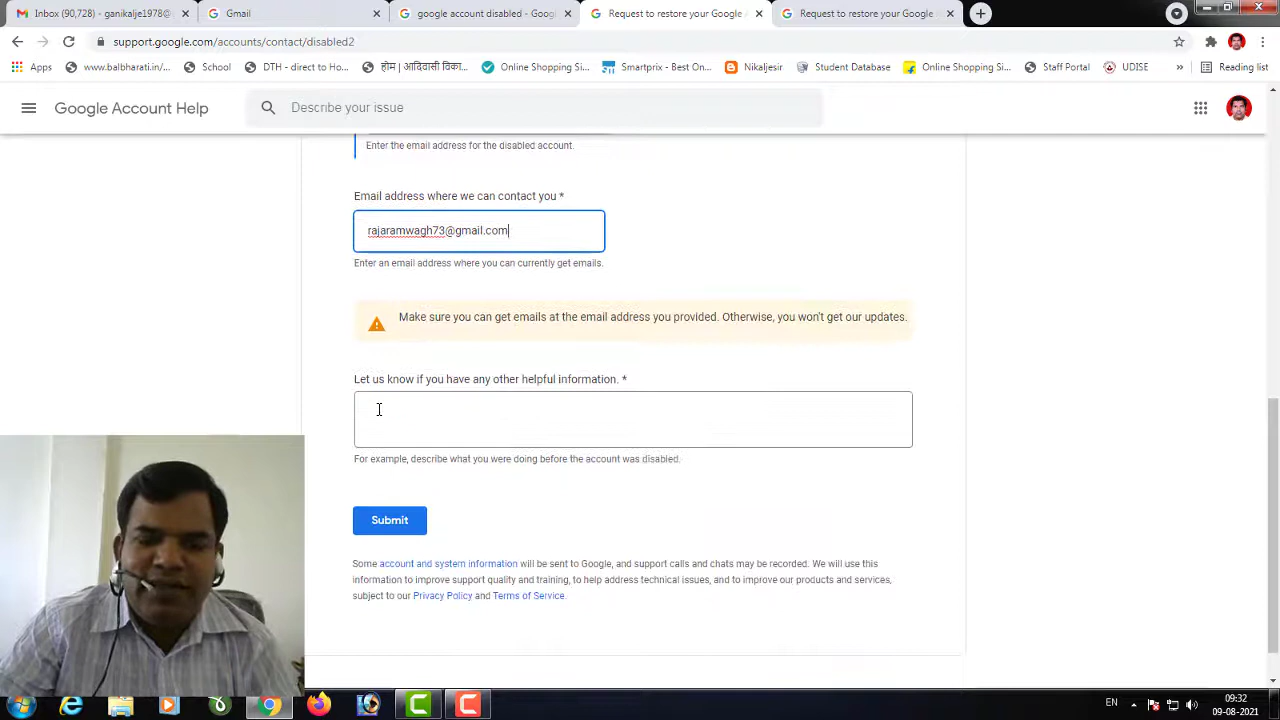 Inbox (90,728) - ganikalje1978@
Gmail
google account disabled - Go
Request to restore your Google
Request to restore your Google
support.google.com/accounts/contact/disabled2
Apps
www.balbharati.in/
School
DTH - direct to Ho...
होम | आदिवासी विका...
Online Shopping Si...
Smartprix - Best On...
Nikaljesir
Student Database
Online Shopping Si...
Staff Portal
UDISE
»
Reading list
Google Account Help
Describe your issue
Enter the email address for the disabled account.
Email address where we can contact you *
rajaramwagh73@gmail.com
Enter an email address where you can currently get emails.
Make sure you can get emails at the email address you provided. Otherwise, you won't get our updates.
Let us know if you have any other helpful information. *
For example, describe what you were doing before the account was disabled.
Submit
Some account and system information will be sent to Google, and support calls and chats may be recorded. We will use this
information to improve support quality and training, to help address technical issues, and to improve our products and services,
subject to our Privacy Policy and Terms of Service.
EN
09:32
09-08-2021